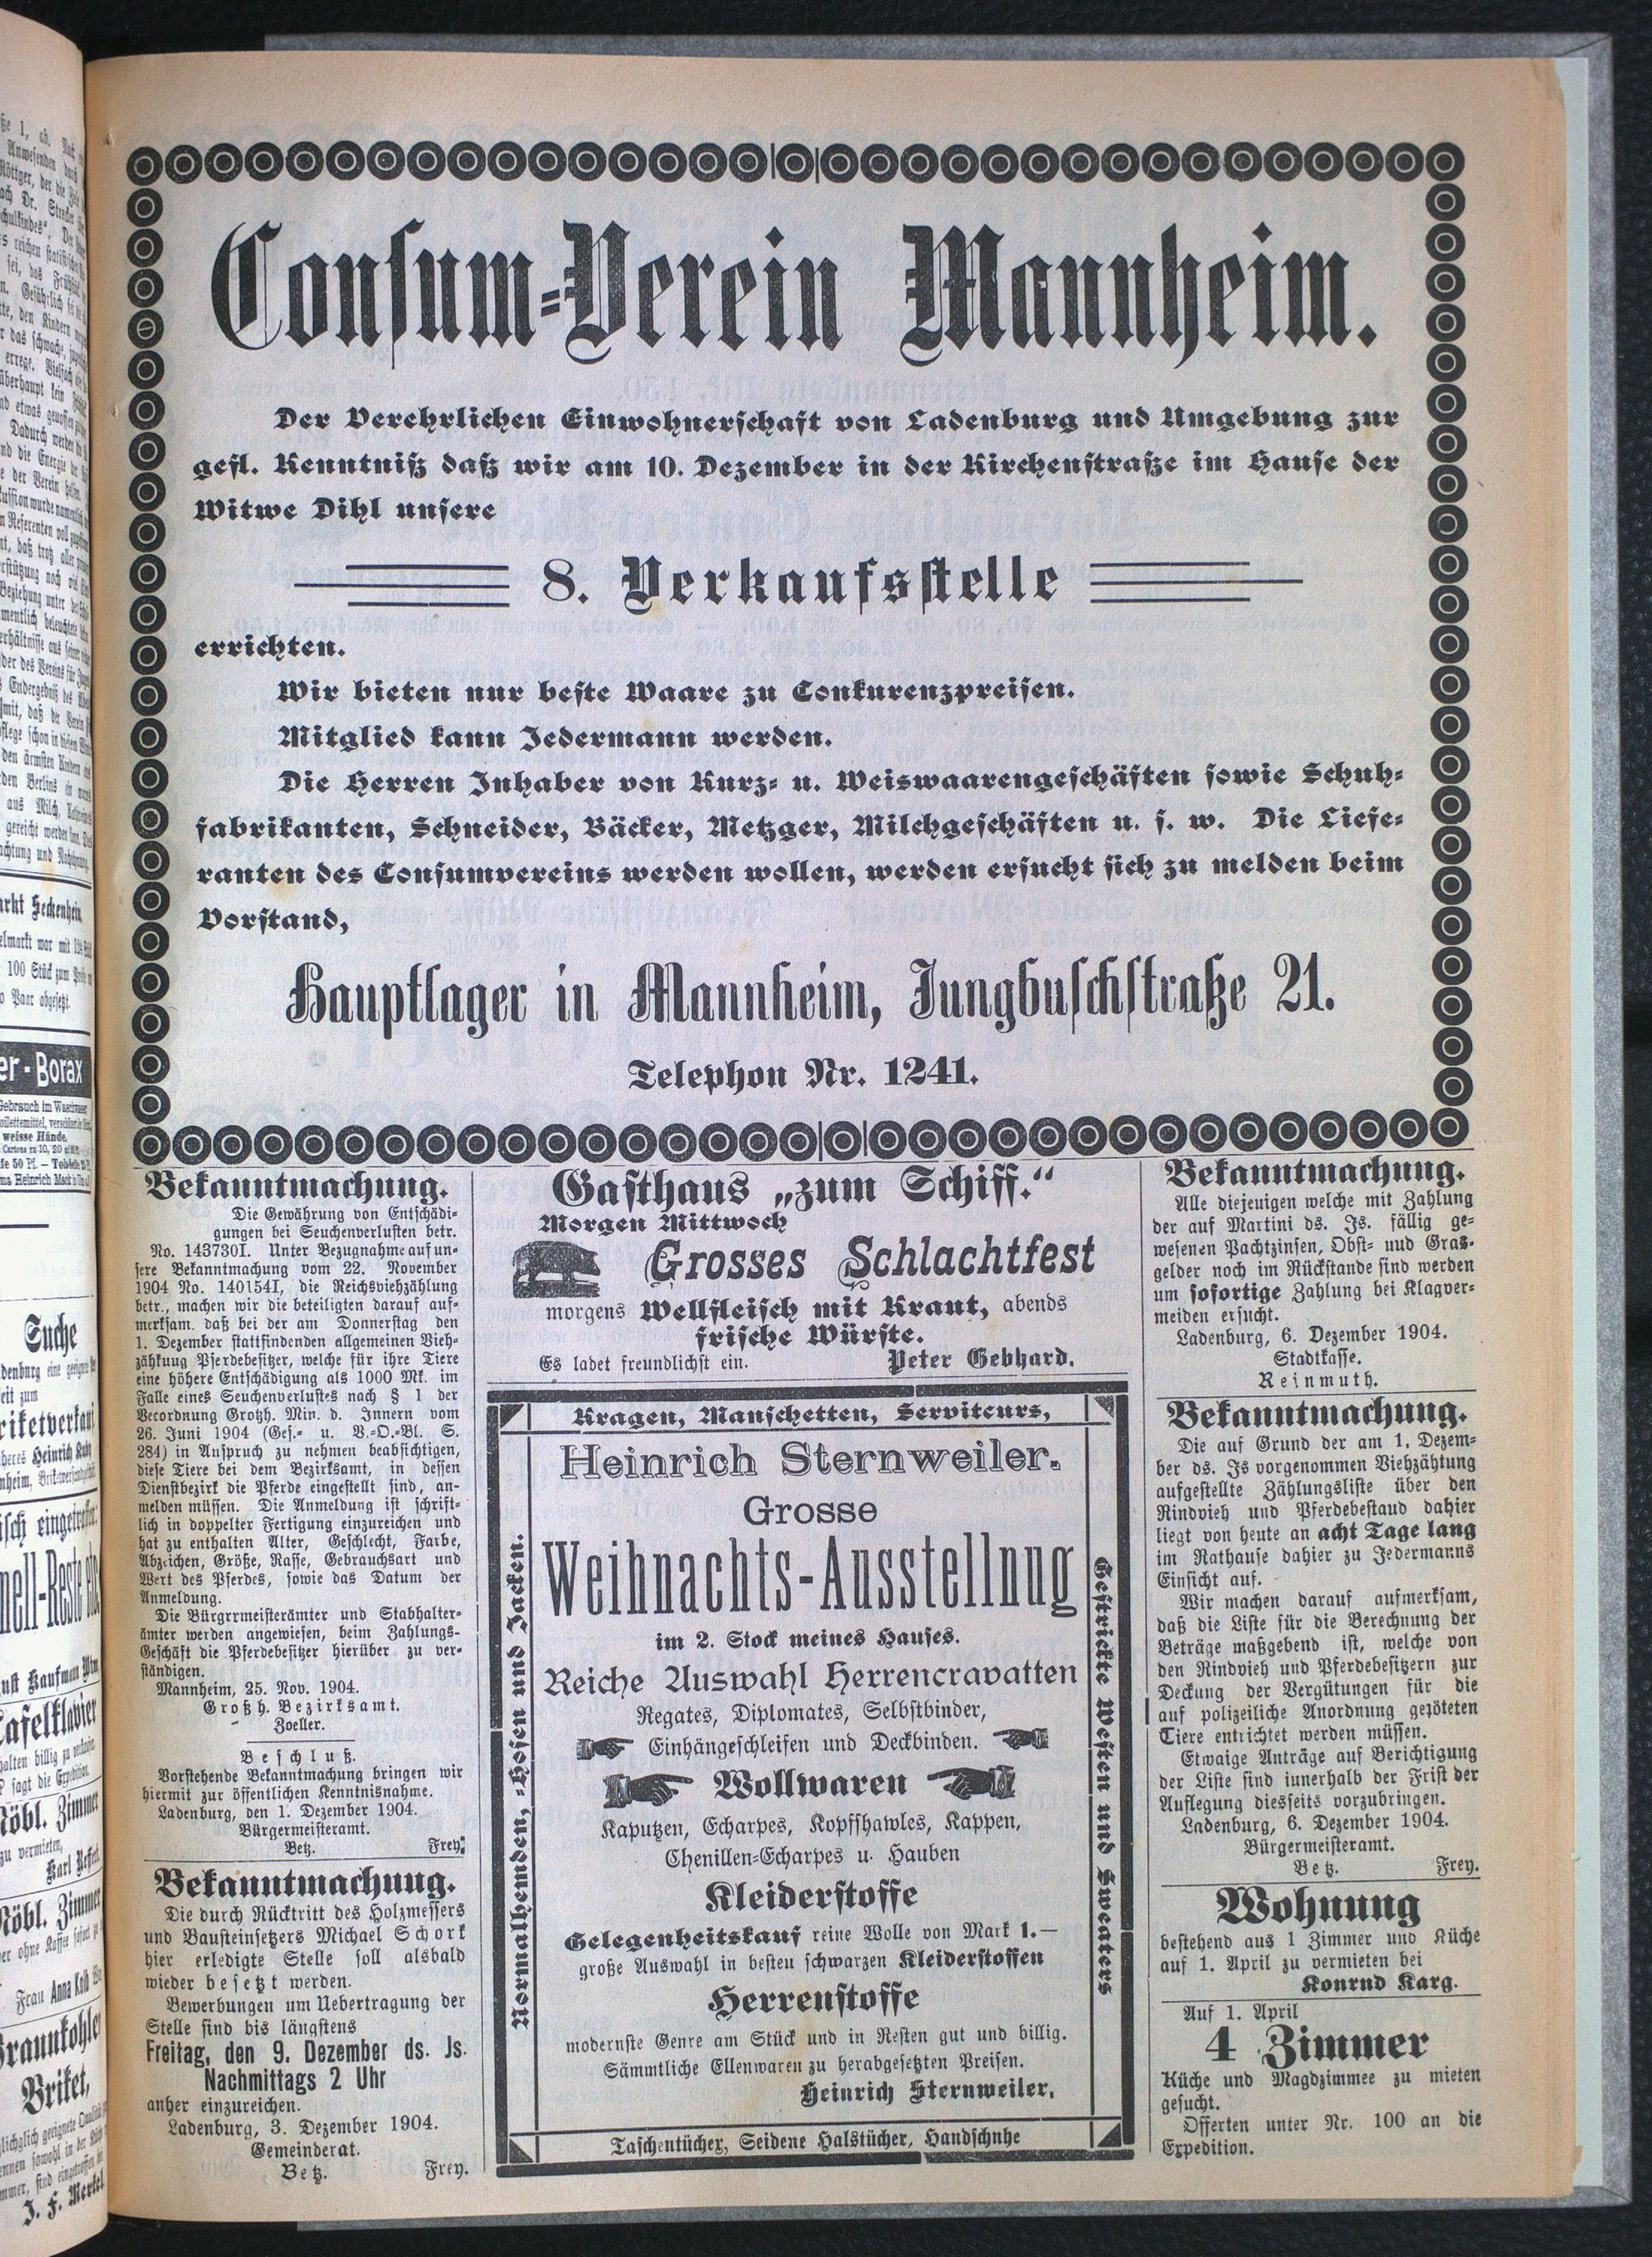 Consum-Verein Mannheim.
Der Verehrlichen Einwohnerschaft von Ladenburg und Umgebung zur
gefl. Kenntniß daß wir am 10. Dezember in der Kirchenstraße im Hause der
Witwe Dihl unsere
8. Verkaufsstelle
errichten.
Wir bieten nur beste Waare zu Conkurenzpreisen.
Mitglied kann Jedermann werden.
Die Herren Inhaber von Kurz- u. Weiswaarengeschäften sowie Schuh-
fabrikanten, Schneider, Bäcker, Metzger, Milchgeschäften u. s. w. Die Liefe-
ranten des Consumvereins werden wollen, werden ersucht sich zu melden beim
Vorstand,
Hauptlager in Mannheim, Jungbuschstraße 21.
Telephon Nr. 1241.
Bekanntmachung.
Die Gewährung von Entschädi-
gungen bei Seuchenverlusten betr.
No. 143730I. Unter Bezugnahme auf un-
sere Bekanntmachung vom 22. November
1904 No. 140154I, die Reichsviehzählung
betr., machen wir die beteiligten darauf auf-
merksam. daß bei der am Donnerstag den
1. Dezember stattfindenden allgemeinen Vieh-
zähkuug Pferdebesitzer, welche für ihre Tiere
eine höhere Entschädigung als 1000 Mk. im
Falle eines Seuchenverlustes nach § 1 der
Verordnung Großh. Min. d. Innern vom
26. Juni 1904 (Ges.- u. V.-O.-Bl. S.
284) in Anspruch zu nehmen beabsichtigen,
diese Tiere bei dem Bezirksamt, in dessen
Dienstbezirk die Pferde eingestellt sind, an-
melden müssen. Die Anmeldung ist schrift-
lich in doppelter Fertigung einzureichen und
hat zu enthalten Alter, Geschlecht, Farbe,
Abzeichen, Größe, Rasse, Gebrauchsart und
Wert des Pferdes, sowie das Datum der
Anmeldung.
Die Bürgrrmeisterämter und Stabhalter-
ämter werden angewiesen, beim Zahlungs-
Geschäft die Pferdebesitzer hierüber zu ver-
ständigen.
Mannheim, 25. Nov. 1904.
Großh. Bezirksamt.
Zoeller.
Beschluß.
Vorstehende Bekanntmachung bringen wir
hiermit zur öffentlichen Kenntnisnahme.
Ladenburg, den 1. Dezember 1904.
Bürgermeisteramt.
Betz. Frey.
Bekanntmachung.
Die durch Rücktritt des Holzmessers
und Bausteinsetzers Michael Schork
hier erledigte Stelle soll alsbald
wieder besetzt werden.
Bewerbungen um Uebertragung der
Stelle sind bis längstens
Freitag, den 9. Dezember ds. Js.
Nachmittags 2 Uhr
anher einzureichen.
Ladenburg, 3. Dezember 1904.
Gemeinderat.
Betz. Frey.
Gasthaus „zum Schiff.“
Morgen Mittwoch
Grosses Schlachtfest
morgens Wellfleisch mit Kraut, abends
frische Würste.
Es ladet freundlichst ein.
Peter Gebhard.
Kragen, Manschetten, Serviteurs,
Normalhemden, -Hosen und Jacken.
Heinrich Sternweiler.
Grosse
Weihnachts-Ausstellnug
im 2. Stock meines Hauses.
Reiche Auswahl Herrencravatten
Regates, Diplomates, Selbstbinder,
Einhängeschleifen und Deckbinden.
Wollwaren
Kaputzen, Echarpes, Kopfshawles, Kappen,
Chenillen-Echarpes u. Hauben
Kleiderstoffe
Gelegenheitskauf reine Wolle von Mark 1.—
große Auswahl in besten schwarzen Kleiderstoffen
Herrenstoffe
modernste Genre am Stück und in Resten gut und billig.
Sämmtliche Ellenwaren zu herabgesetzten Preisen.
Heinrich Sternweiler.
Gestrickte Westen und Sweaters
Taschentücher, Seidene Halstücher, Handschuhe
Bekanntmachung.
Alle diejenigen welche mit Zahlung
der auf Martini ds. Js. fällig ge-
wesenen Pachtzinsen, Obst- uud Gras-
gelder noch im Rückstande sind werden
um sofortige Zahlung bei Klagver-
meiden ersucht.
Ladenburg, 6. Dezember 1904.
Stadtkasse.
Reinmuth.
Bekanntmachung.
Die auf Grund der am 1. Dezem-
ber ds. Js vorgenommen Viehzähtung
aufgestellte Zählungsliste über den
Rindvieh und Pferdebestaud dahier
liegt von heute an acht Tage lang
im Rathause dahier zu Jedermanns
Einsicht auf.
Wir machen darauf aufmerksam,
daß die Liste für die Berechnung der
Beträge maßgebend ist, welche von
den Rindvieh und Pferdebesitzern zur
Deckung der Vergütungen für die
auf polizeiliche Anordnung getöteten
Tiere entrichtet werden müssen.
Etwaige Anträge auf Berichtigung
der Liste sind iunerhalb der Frist der
Auflegung diesseits vorzubringen.
Ladenburg, 6. Dezember 1904.
Bürgermeisteramt.
Betz. Frey.
Wohnung
bestehend aus 1 Zimmer und Küche
auf 1. April zu vermieten bei
Konrnd Karg.
Auf 1. April
4 Zimmer
Küche und Magdzimmee zu mieten
gesucht.
Offerten unter Nr. 100 an die
Expedition.